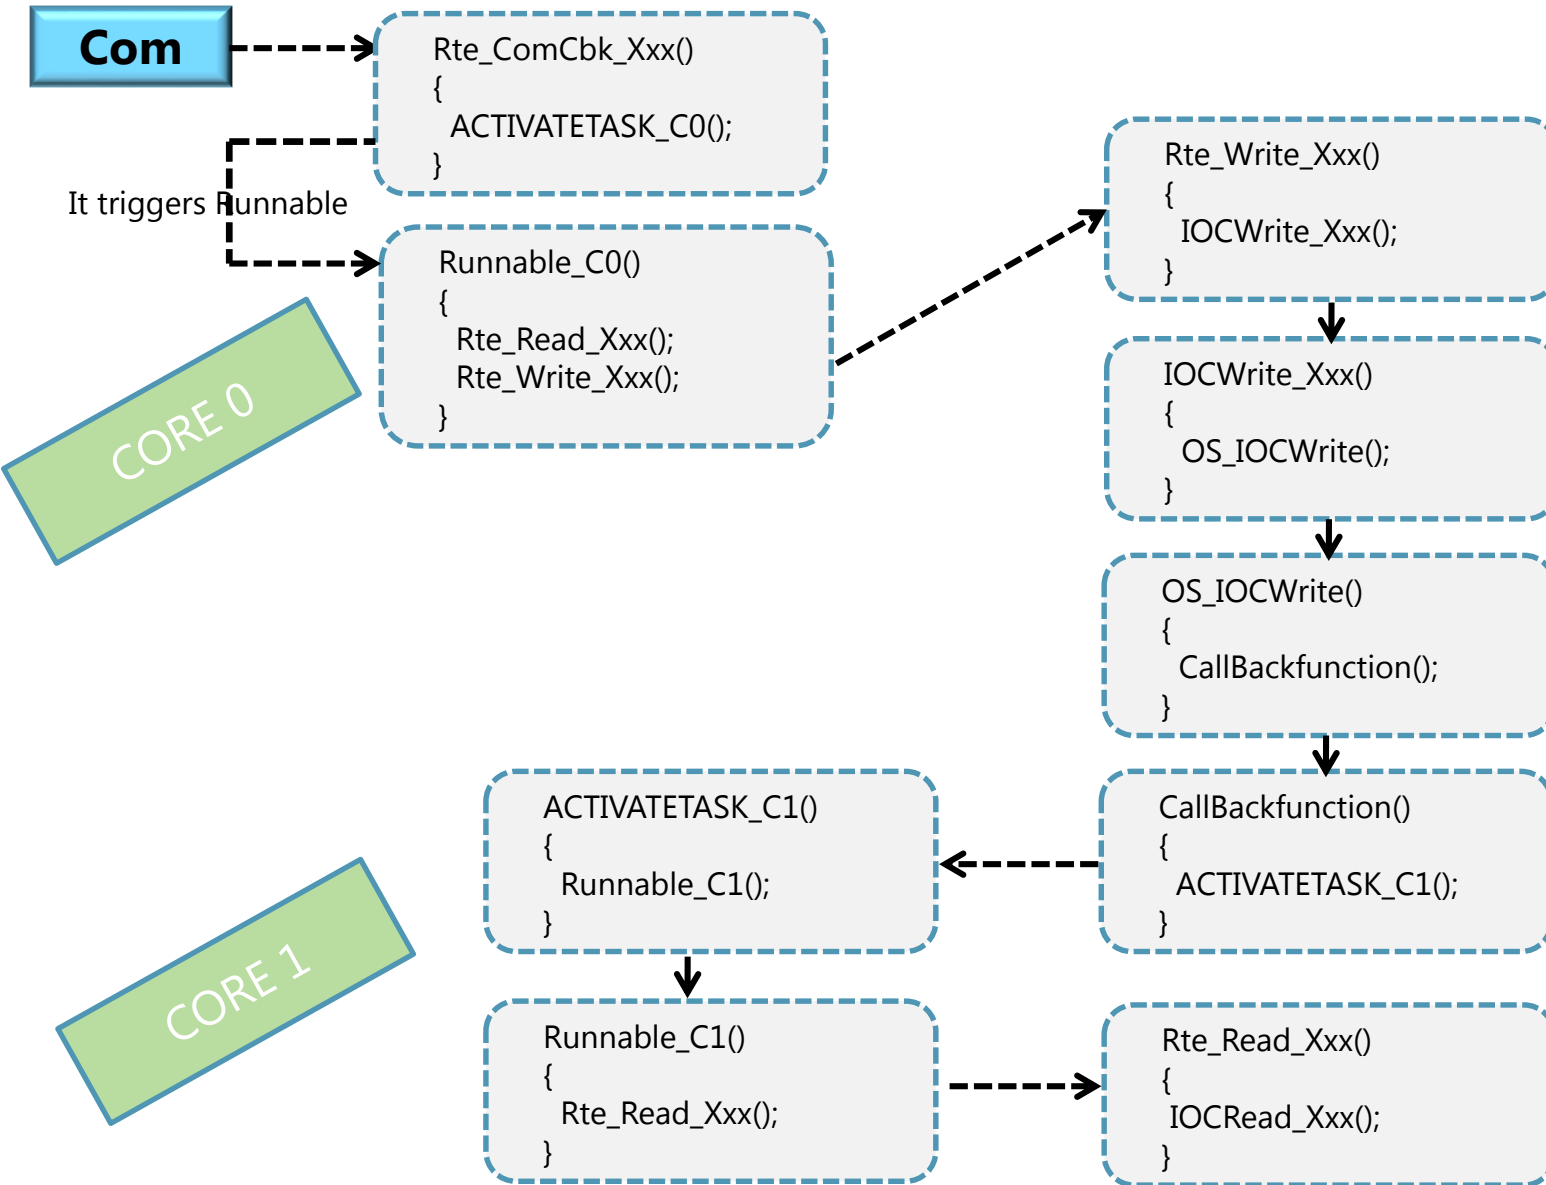 Com
Rte_ComCbk_Xxx()
{
ACTIVATETASK_C0();
}
It triggers Runnable
Runnable_C0()
{
Rte_Read_Xxx();
Rte_Write_Xxx();
}
CORE 0
Rte_Write_Xxx()
{
IOCWrite_Xxx();
}
IOCWrite_Xxx()
{
OS_IOCWrite();
}
OS_IOCWrite()
{
CallBackfunction();
}
CallBackfunction()
{
ACTIVATETASK_C1();
}
ACTIVATETASK_C1()
{
Runnable_C1();
}
CORE 1
Runnable_C1()
{
Rte_Read_Xxx();
}
Rte_Read_Xxx()
{
IOCRead_Xxx();
}